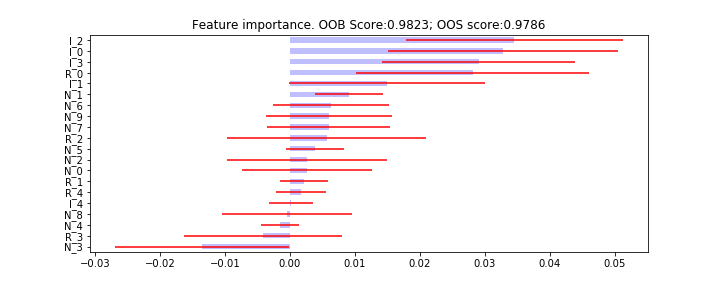 Feature importance. OOB Score:0.9823; OOS score:0.9786
I_2
I_0
I_3
R_0
I_1
N_1
N_6
N_9
N_7
R_2
N_5
N_2
N_0
R_1
R_4
I_4
N_8
N_4
R_3
N_3
−0.03 −0.02 −0.01 0.00 0.01 0.02 0.03 0.04 0.05